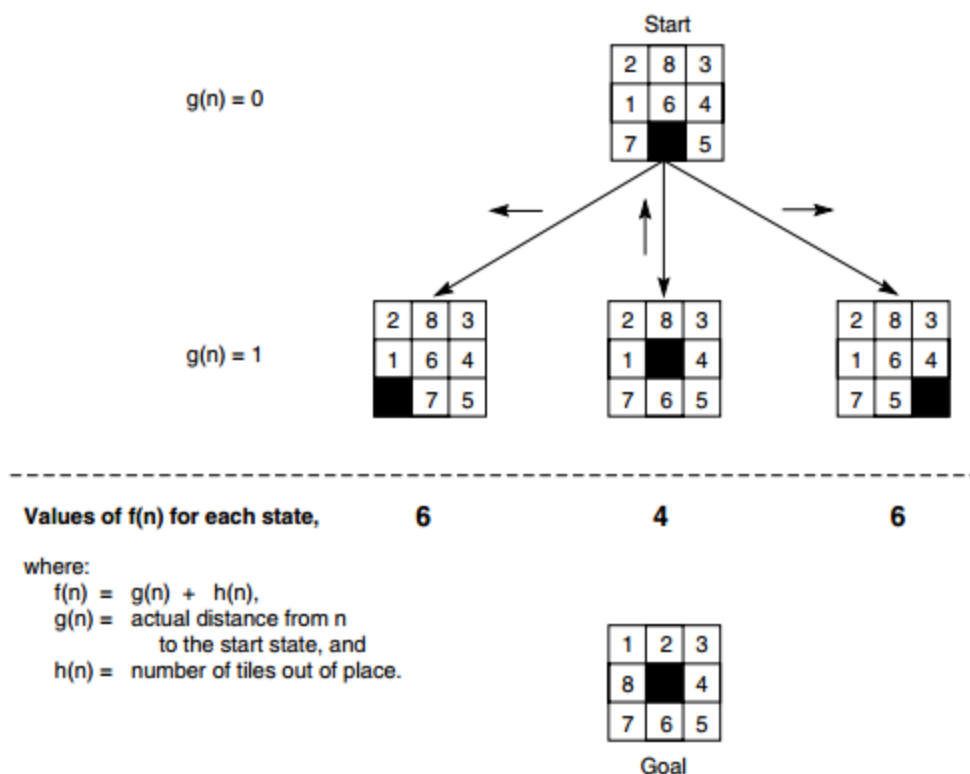 Start
2 8 3
g(n) = 0
1 6 4
7 5
2 8 3 2 8 3 2 8 3
g(n) = 1
1 6 4 1 4 1 6 4
7 5 7 6 5 7 5
Values of f(n) for each state, 6 4 6
where:
f(n) = g(n) + h(n),
g(n) = actual distance from n
to the start state, and
h(n) = number of tiles out of place.
1 2 3
8 4
7 6 5
Goal